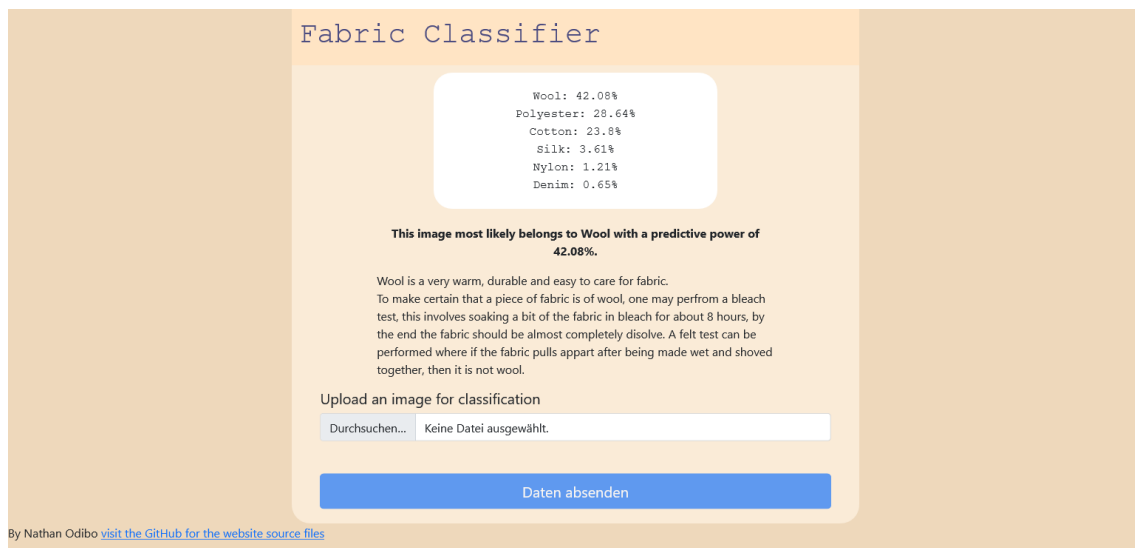 Fabric Classifier
Wool: 42.08%
Polyester: 28.64%
Cotton: 23.8%
Silk: 3.61%
Nylon: 1.21%
Denim: 0.65%
This image most likely belongs to Wool with a predictive power of
42.08%.
Wool is a very warm, durable and easy to care for fabric.
To make certain that a piece of fabric is of wool, one may perfrom a bleach
test, this involves soaking a bit of the fabric in bleach for about 8 hours, by
the end the fabric should be almost completely disolve. A felt test can be
performed where if the fabric pulls appart after being made wet and shoved
together, then it is not wool.
Upload an image for classification
Durchsuchen... Keine Datei ausgewählt.
Daten absenden
By Nathan Odibo visit the GitHub for the website source files